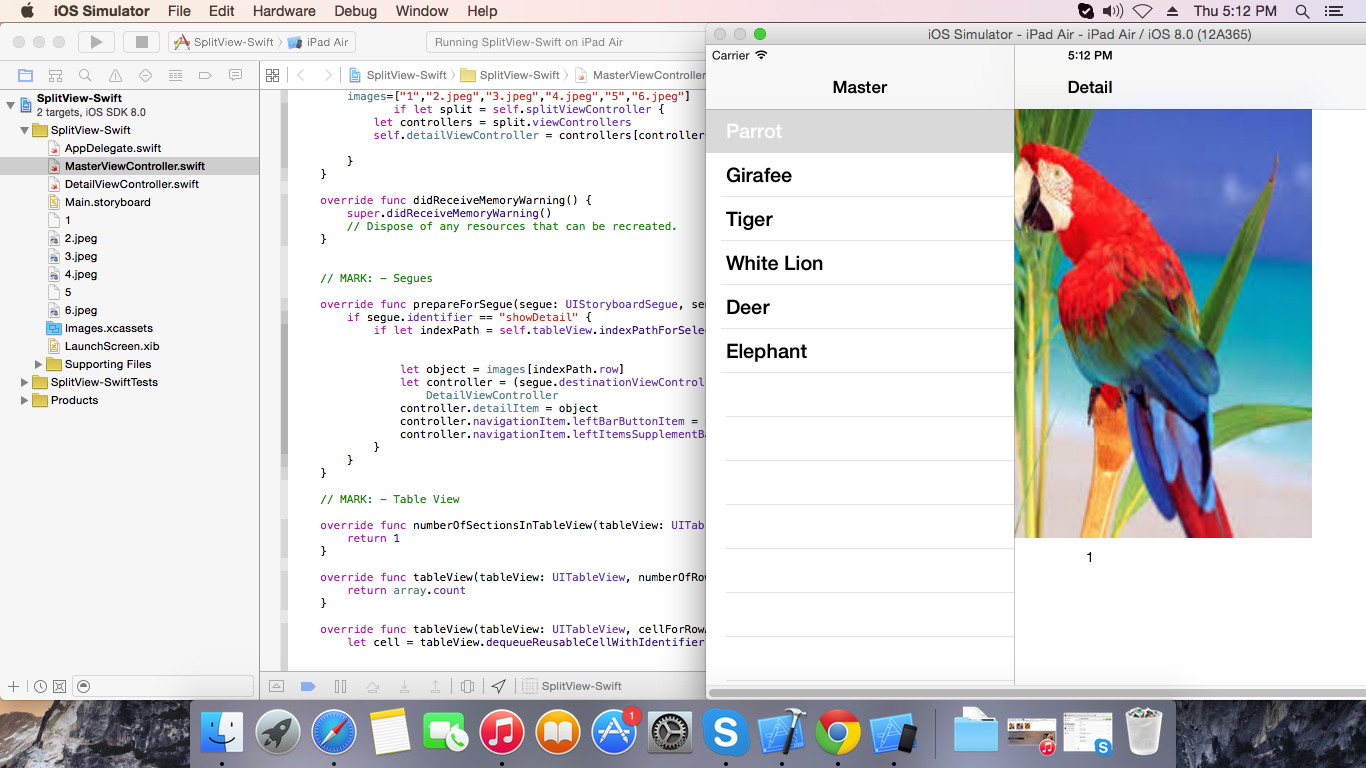 iOS Simulator File Edit Hardware Debug Window Help Thu 5:12 PM
SplitView-Swift iPad Air
Running SplitView-Swift on iPad Air
SplitView-Swift SplitView-Swift MasterViewController
SplitView-Swift
2 targets, iOS SDK 8.0
SplitView-Swift
AppDelegate.swift
MasterViewController.swift
DetailViewController.swift
Main.storyboard
1
2.jpeg
3.jpeg
4.jpeg
5
6.jpeg
Images.xcassets
LaunchScreen.xib
Supporting Files
SplitView-SwiftTests
Products
images=["1","2.jpeg","3.jpeg","4.jpeg","5","6.jpeg"]
if let split = self.splitViewController {
let controllers = split.viewControllers
self.detailViewController = controllers[controller
}
}
override func didReceiveMemoryWarning() {
super.didReceiveMemoryWarning()
// Dispose of any resources that can be recreated.
}
// MARK: - Segues
override func prepareForSegue(segue: UIStoryboardSegue, se
if segue.identifier == "showDetail" {
if let indexPath = self.tableView.indexPathForSele
let object = images[indexPath.row]
let controller = (segue.destinationViewControl
DetailViewController
controller.detailItem = object
controller.navigationItem.leftBarButtonItem =
controller.navigationItem.leftItemsSupplementBa
}
}
}
// MARK: - Table View
override func numberOfSectionsInTableView(tableView: UITab
return 1
}
override func tableView(tableView: UITableView, numberOfRow
return array.count
}
override func tableView(tableView: UITableView, cellForRowA
let cell = tableView.dequeueReusableCellWithIdentifier
SplitView-Swift
iOS Simulator - iPad Air - iPad Air / iOS 8.0 (12A365)
Carrier 5:12 PM
Master
Detail
Parrot
Girafee
Tiger
White Lion
Deer
Elephant
1
1